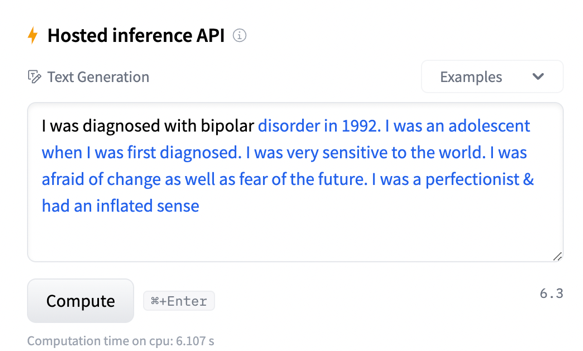 Hosted inference API
Text Generation
Examples
I was diagnosed with bipolar disorder in 1992. I was an adolescent
when I was first diagnosed. I was very sensitive to the world. I was
afraid of change as well as fear of the future. I was a perfectionist &
had an inflated sense
Compute
⌘+Enter
6.3
Computation time on cpu: 6.107 s